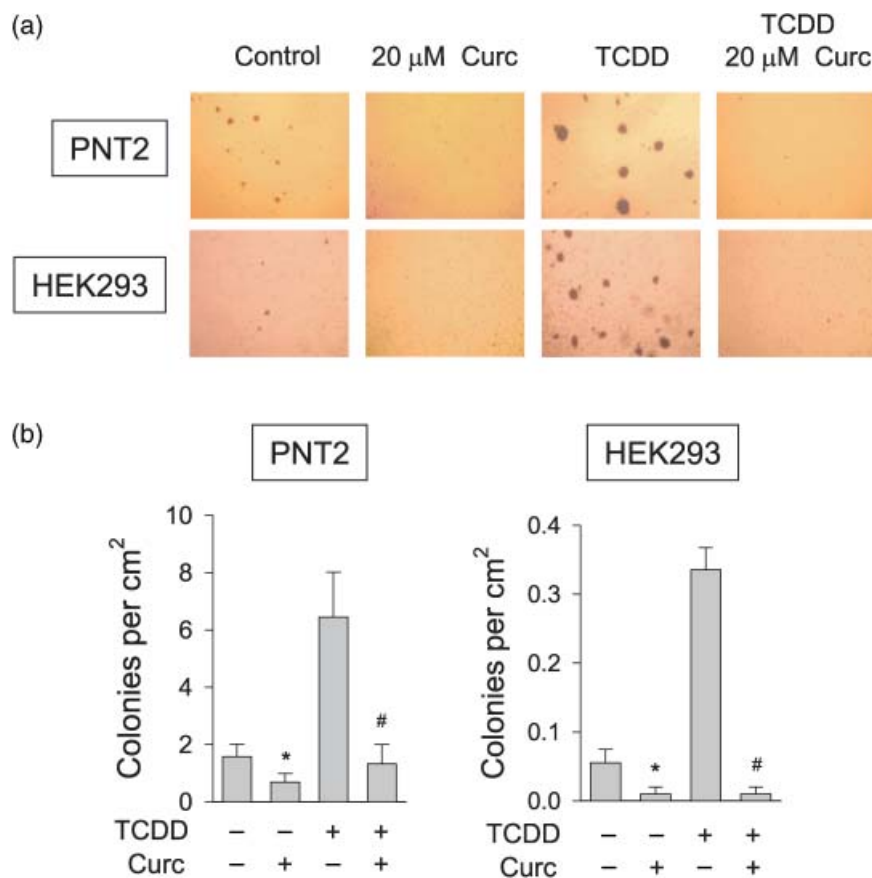 (a)
Control 20 μM Curc TCDD TCDD 20 μM Curc
PNT2
HEK293
(b)
PNT2
Colonies per cm²
10
8
6
4
2
0
*
#
TCDD – – + +
Curc – + – +
HEK293
Colonies per cm²
0.4
0.3
0.2
0.1
0.0
*
#
TCDD – – + +
Curc – + – +